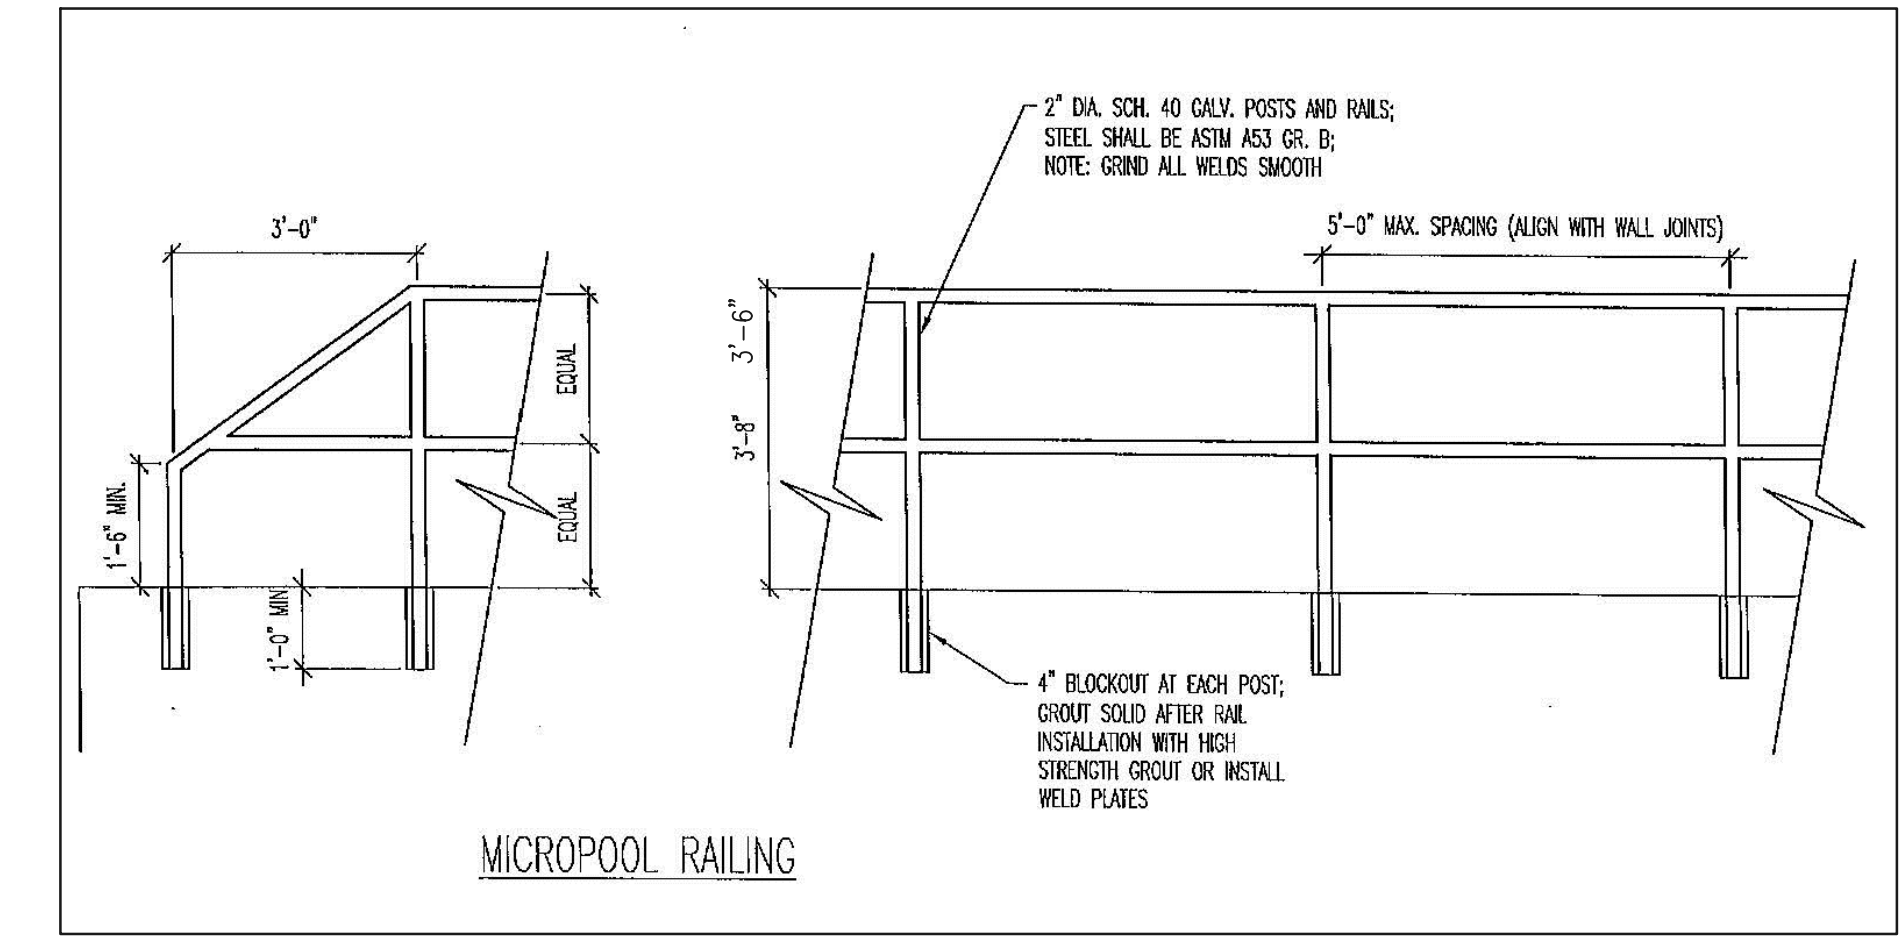 2" DIA. SCH. 40 GALV. POSTS AND RAILS;
STEEL SHALL BE ASTM A53 GR. B;
NOTE: GRIND ALL WELDS SMOOTH
3'-0"
5'-0" MAX. SPACING (ALIGN WITH WALL JOINTS)
EQUAL
EQUAL
3'-6"
3'-8"
1'-6" MIN.
1'-0" MIN
4" BLOCKOUT AT EACH POST;
GROUT SOLID AFTER RAIL
INSTALLATION WITH HIGH
STRENGTH GROUT OR INSTALL
WELD PLATES
MICROPOOL RAILING